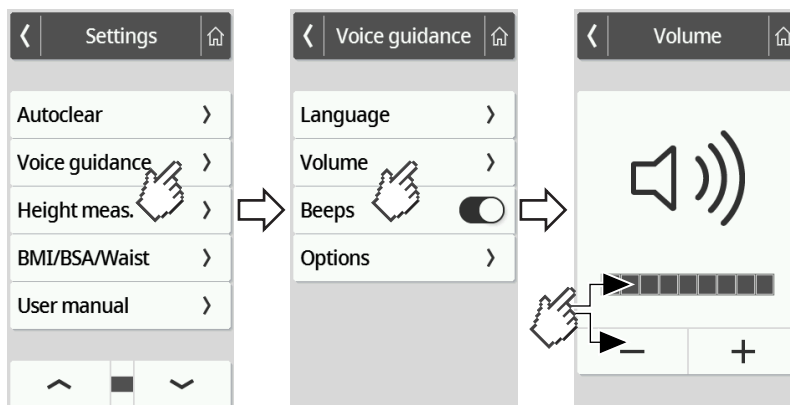 Settings
Autoclear
Voice guidance
Height meas.
BMI/BSA/Waist
User manual
Voice guidance
Language
Volume
Beeps
Options
Volume